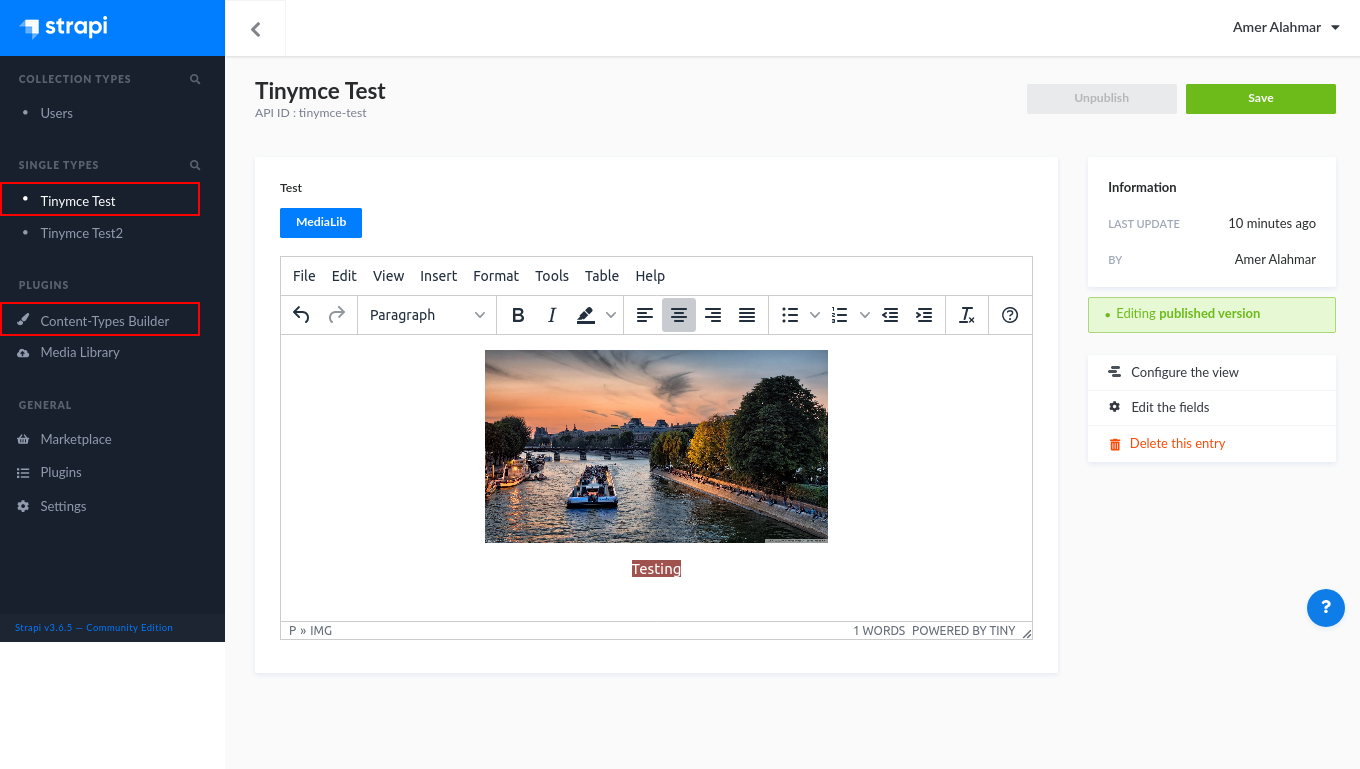 strapi
Amer Alahmar
COLLECTION TYPES
Users
SINGLE TYPES
Tinymce Test
Tinymce Test2
PLUGINS
Content-Types Builder
Media Library
GENERAL
Marketplace
Plugins
Settings
Strapi v3.6.5 — Community Edition
Tinymce Test
API ID : tinymce-test
Unpublish
Save
Test
MediaLib
File Edit View Insert Format Tools Table Help
Paragraph
Testing
P » IMG
1 WORDS POWERED BY TINY
Information
LAST UPDATE 10 minutes ago
BY Amer Alahmar
• Editing published version
Configure the view
Edit the fields
Delete this entry
?